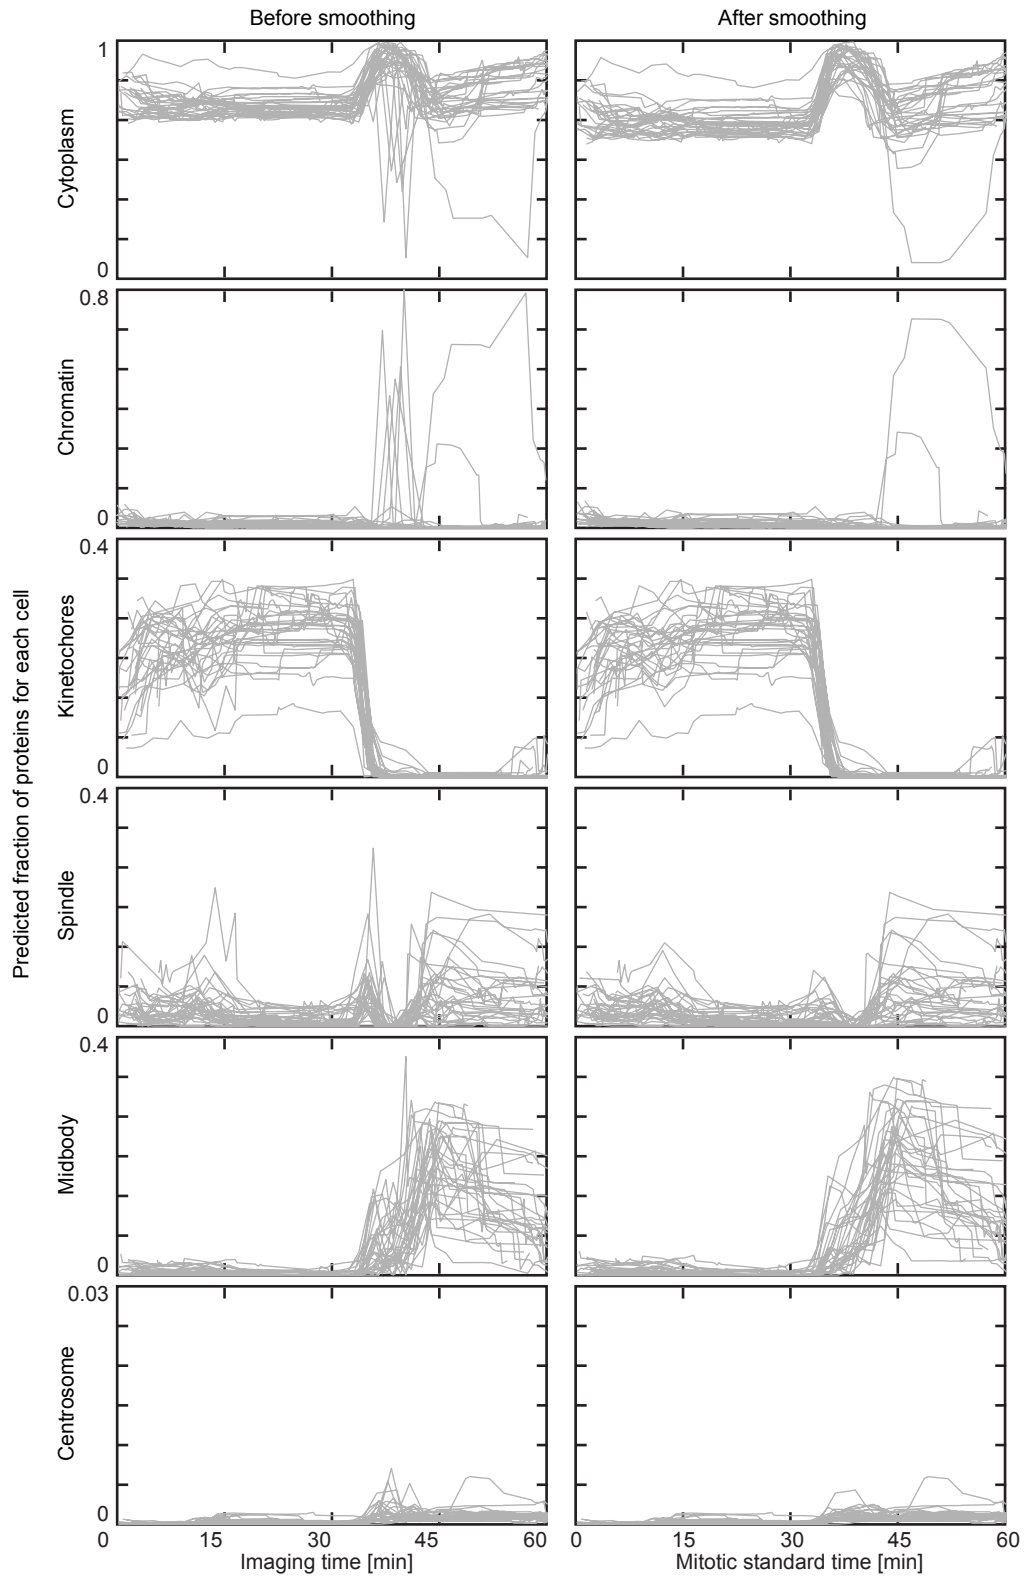 Before smoothing
After smoothing
Predicted fraction of proteins for each cell
Cytoplasm
1
0
Chromatin
0.8
0
Kinetochores
0.4
0
Spindle
0.4
0
Midbody
0.4
0
Centrosome
0.03
0
0 15 30 45 60
0 15 30 45 60
Imaging time [min]
Mitotic standard time [min]